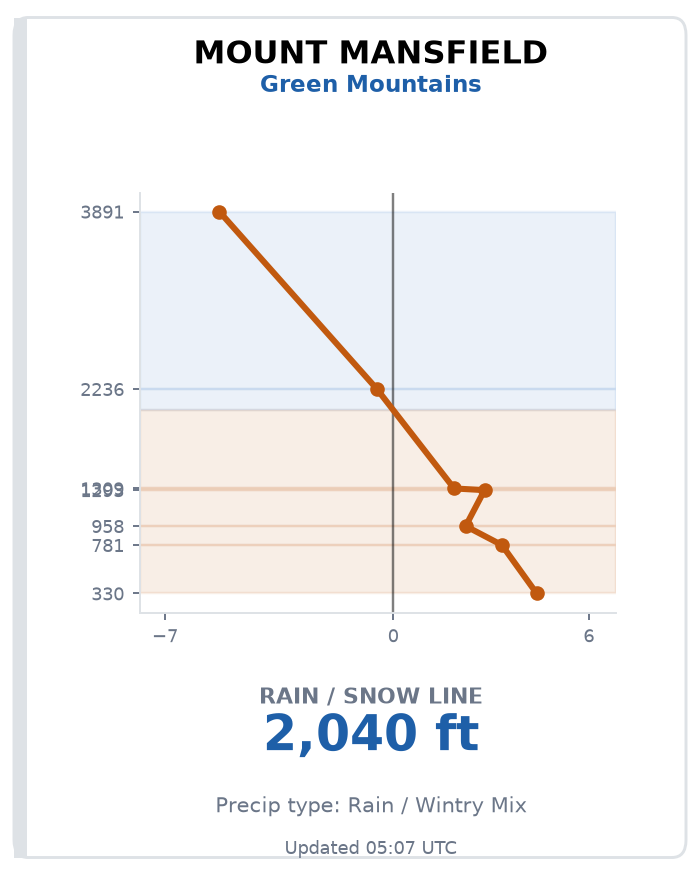 MOUNT MANSFIELD
Green Mountains
3891
2236
958
781
330
−7 0 6
RAIN / SNOW LINE
2,040 ft
Precip type: Rain / Wintry Mix
Updated 05:07 UTC